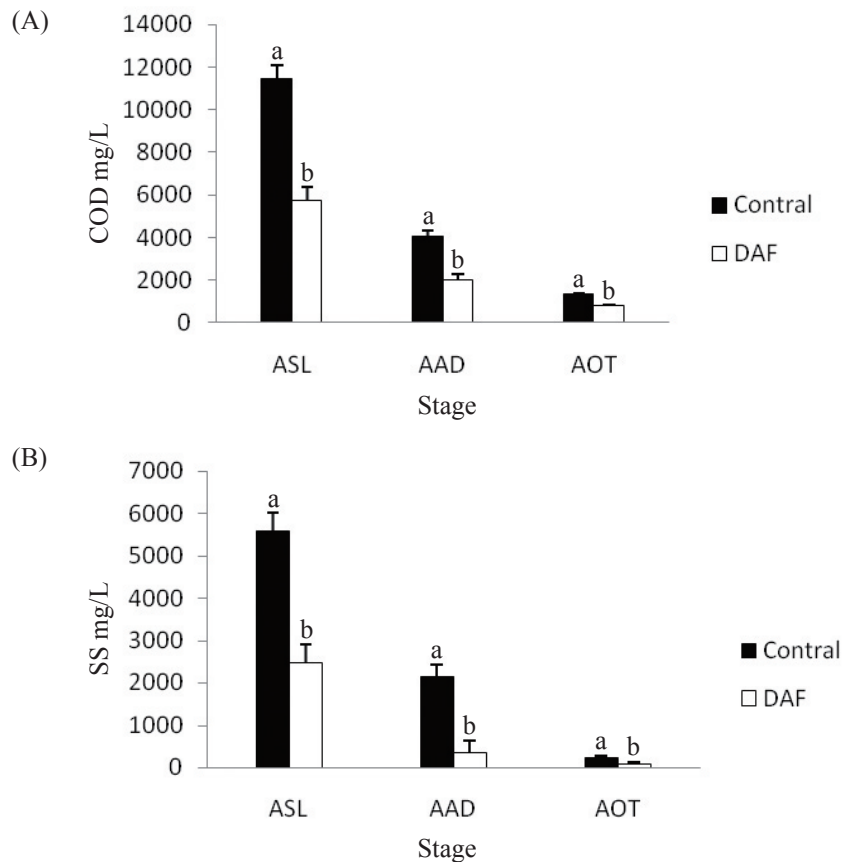 (A)
14000
12000
10000
8000
6000
4000
2000
0
COD mg/L
a
b
a
b
a
b
Contral
DAF
ASL AAD AOT
Stage
(B)
7000
6000
5000
4000
3000
2000
1000
0
SS mg/L
a
b
a
b
a b
Contral
DAF
ASL AAD AOT
Stage